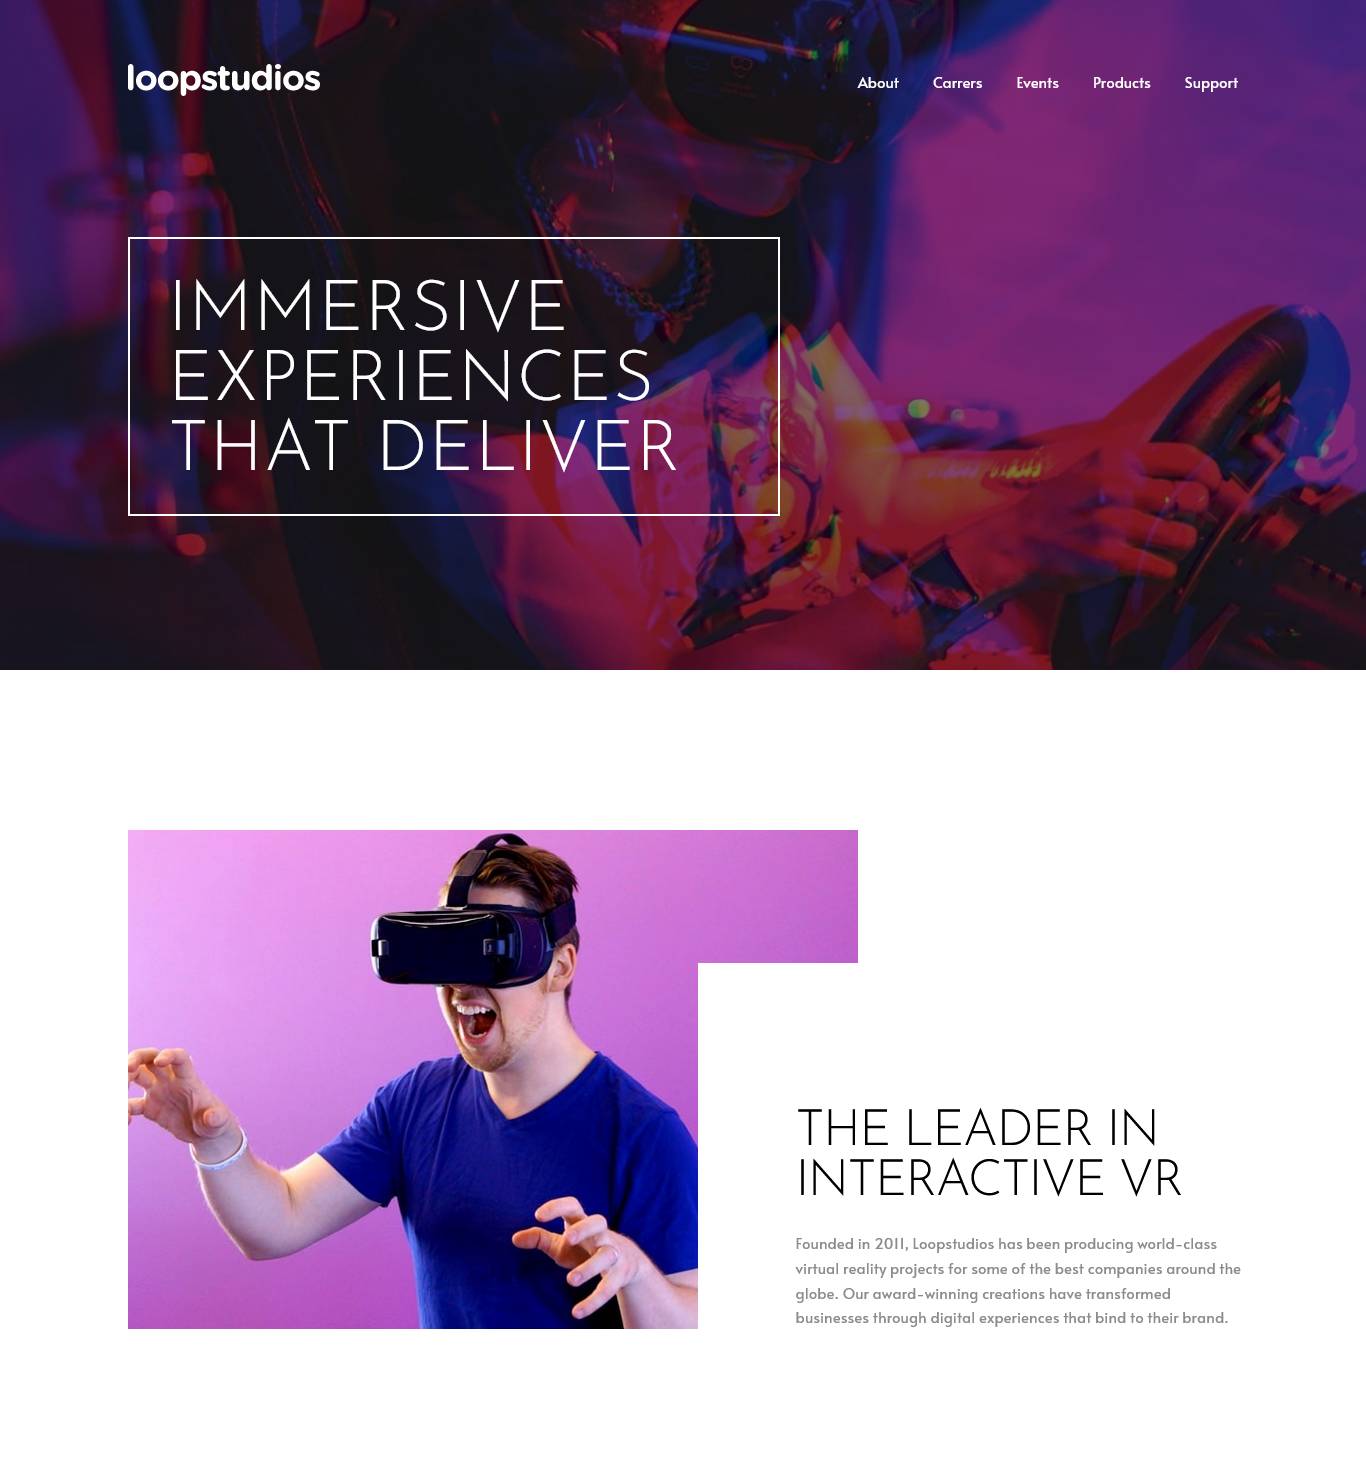 loopstudios
About Carrers Events Products Support
IMMERSIVE
EXPERIENCES
THAT DELIVER
THE LEADER IN
INTERACTIVE VR
Founded in 2011, Loopstudios has been producing world-class
virtual reality projects for some of the best companies around the
globe. Our award-winning creations have transformed
businesses through digital experiences that bind to their brand.